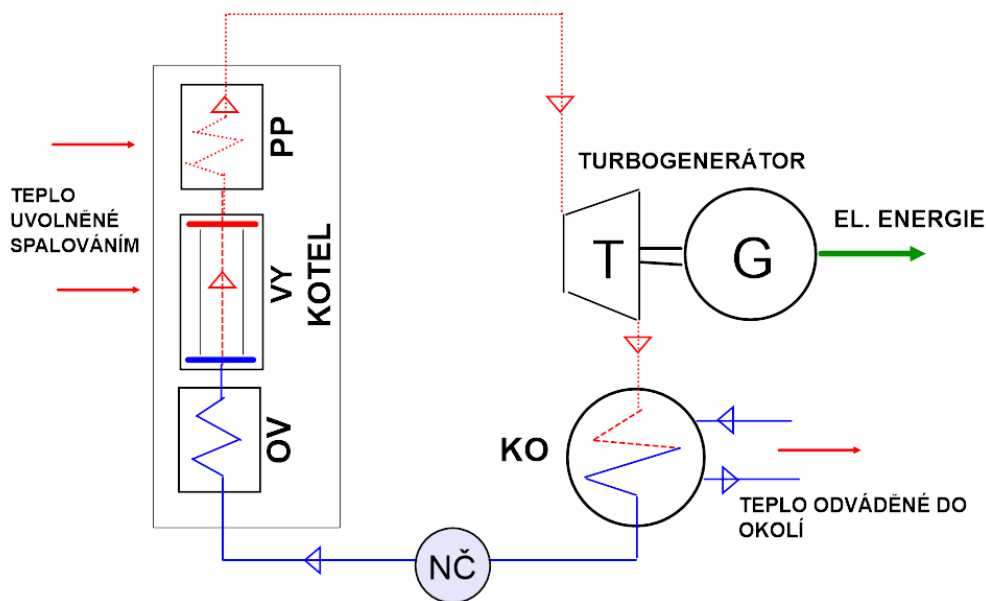 PP
TURBOGENERÁTOR
TEPLO
UVOLNĚNÉ
SPALOVÁNÍM
EL. ENERGIE
VY
KOTEL
T
G
OV
KO
TEPLO ODVÁDĚNÉ DO
OKOLÍ
NČ